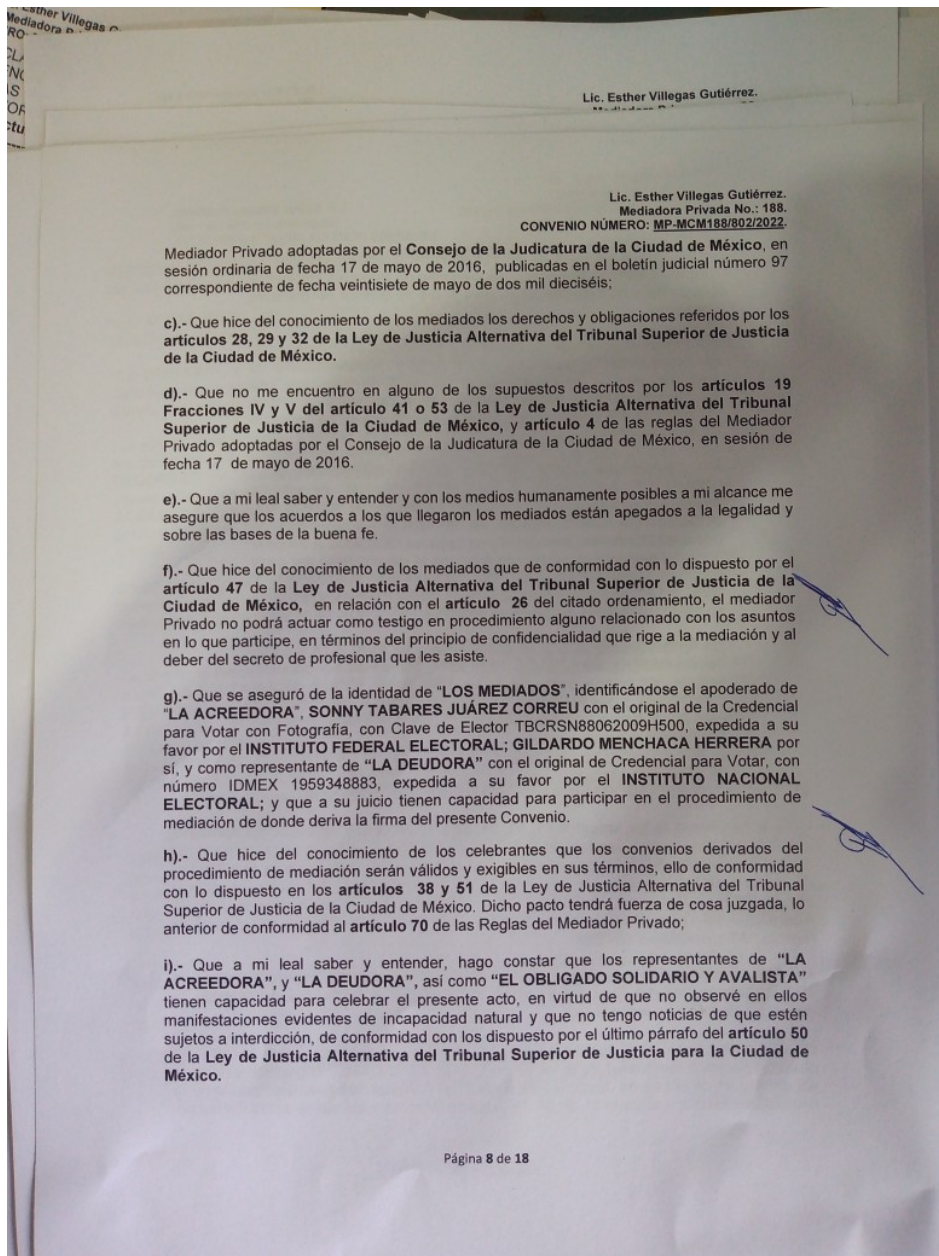 Esther Villegas
Mediadora
RO
ENC
AS
Lic. Esther Villegas Gutiérrez.
Lic. Esther Villegas Gutiérrez.
Mediadora Privada No.: 188.
CONVENIO NÚMERO: MP-MCM188/802/2022.
Mediador Privado adoptadas por el Consejo de la Judicatura de la Ciudad de México, en
sesión ordinaria de fecha 17 de mayo de 2016, publicadas en el boletín judicial número 97
correspondiente de fecha veintisiete de mayo de dos mil dieciséis;
c).- Que hice del conocimiento de los mediados los derechos y obligaciones referidos por los
artículos 28, 29 y 32 de la Ley de Justicia Alternativa del Tribunal Superior de Justicia
de la Ciudad de México.
d).- Que no me encuentro en alguno de los supuestos descritos por los artículos 19
Fracciones IV y V del artículo 41 o 53 de la Ley de Justicia Alternativa del Tribunal
Superior de Justicia de la Ciudad de México, y artículo 4 de las reglas del Mediador
Privado adoptadas por el Consejo de la Judicatura de la Ciudad de México, en sesión de
fecha 17 de mayo de 2016.
e).- Que a mi leal saber y entender y con los medios humanamente posibles a mi alcance me
asegure que los acuerdos a los que llegaron los mediados están apegados a la legalidad y
sobre las bases de la buena fe.
f).- Que hice del conocimiento de los mediados que de conformidad con lo dispuesto por el
artículo 47 de la Ley de Justicia Alternativa del Tribunal Superior de Justicia de la
Ciudad de México, en relación con el artículo 26 del citado ordenamiento, el mediador
Privado no podrá actuar como testigo en procedimiento alguno relacionado con los asuntos
en lo que participe, en términos del principio de confidencialidad que rige a la mediación y al
deber del secreto de profesional que les asiste.
g).- Que se aseguró de la identidad de “LOS MEDIADOS”, identificándose el apoderado de
“LA ACREEDORA”, SONNY TABARES JUÁREZ CORREU con el original de la Credencial
para Votar con Fotografía, con Clave de Elector TBCRSN88062009H500, expedida a su
favor por el INSTITUTO FEDERAL ELECTORAL; GILDARDO MENCHACA HERRERA por
sí, y como representante de “LA DEUDORA” con el original de Credencial para Votar, con
número IDMEX 1959348883, expedida a su favor por el INSTITUTO NACIONAL
ELECTORAL; y que a su juicio tienen capacidad para participar en el procedimiento de
mediación de donde deriva la firma del presente Convenio.
h).- Que hice del conocimiento de los celebrantes que los convenios derivados del
procedimiento de mediación serán válidos y exigibles en sus términos, ello de conformidad
con lo dispuesto en los artículos 38 y 51 de la Ley de Justicia Alternativa del Tribunal
Superior de Justicia de la Ciudad de México. Dicho pacto tendrá fuerza de cosa juzgada, lo
anterior de conformidad al artículo 70 de las Reglas del Mediador Privado;
i).- Que a mi leal saber y entender, hago constar que los representantes de “LA
ACREEDORA”, y “LA DEUDORA”, así como “EL OBLIGADO SOLIDARIO Y AVALISTA”
tienen capacidad para celebrar el presente acto, en virtud de que no observé en ellos
manifestaciones evidentes de incapacidad natural y que no tengo noticias de que estén
sujetos a interdicción, de conformidad con los dispuesto por el último párrafo del artículo 50
de la Ley de Justicia Alternativa del Tribunal Superior de Justicia para la Ciudad de
México.
Página 8 de 18